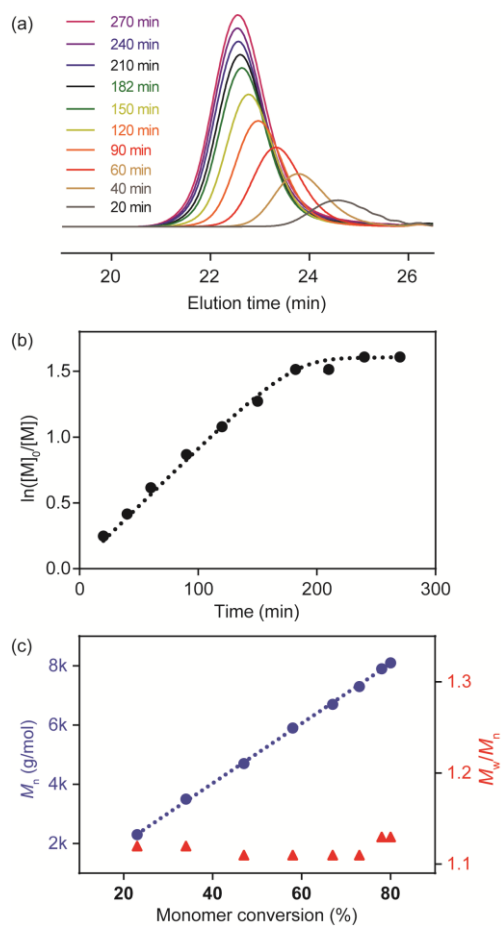 (a)
270 min
240 min
210 min
182 min
150 min
120 min
90 min
60 min
40 min
20 min
20 22 24 26
Elution time (min)
(b)
1.5
1.0
0.5
0.0
ln([M]0/[M])
0 100 200 300
Time (min)
(c)
8k
6k
4k
2k
Mn (g/mol)
1.3
1.2
1.1
Mw/Mn
20 40 60 80
Monomer conversion (%)